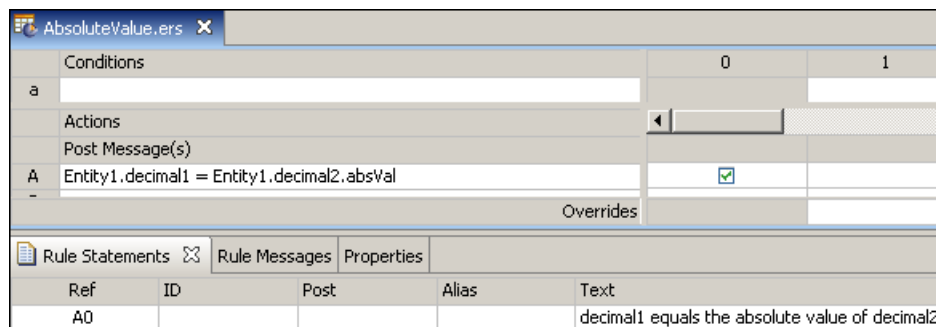 AbsoluteValue.ers
Conditions 0 1
a
Actions
Post Message(s)
A Entity1.decimal1 = Entity1.decimal2.absVal
Overrides
Rule Statements Rule Messages Properties
Ref ID Post Alias Text
A0 decimal1 equals the absolute value of decimal2